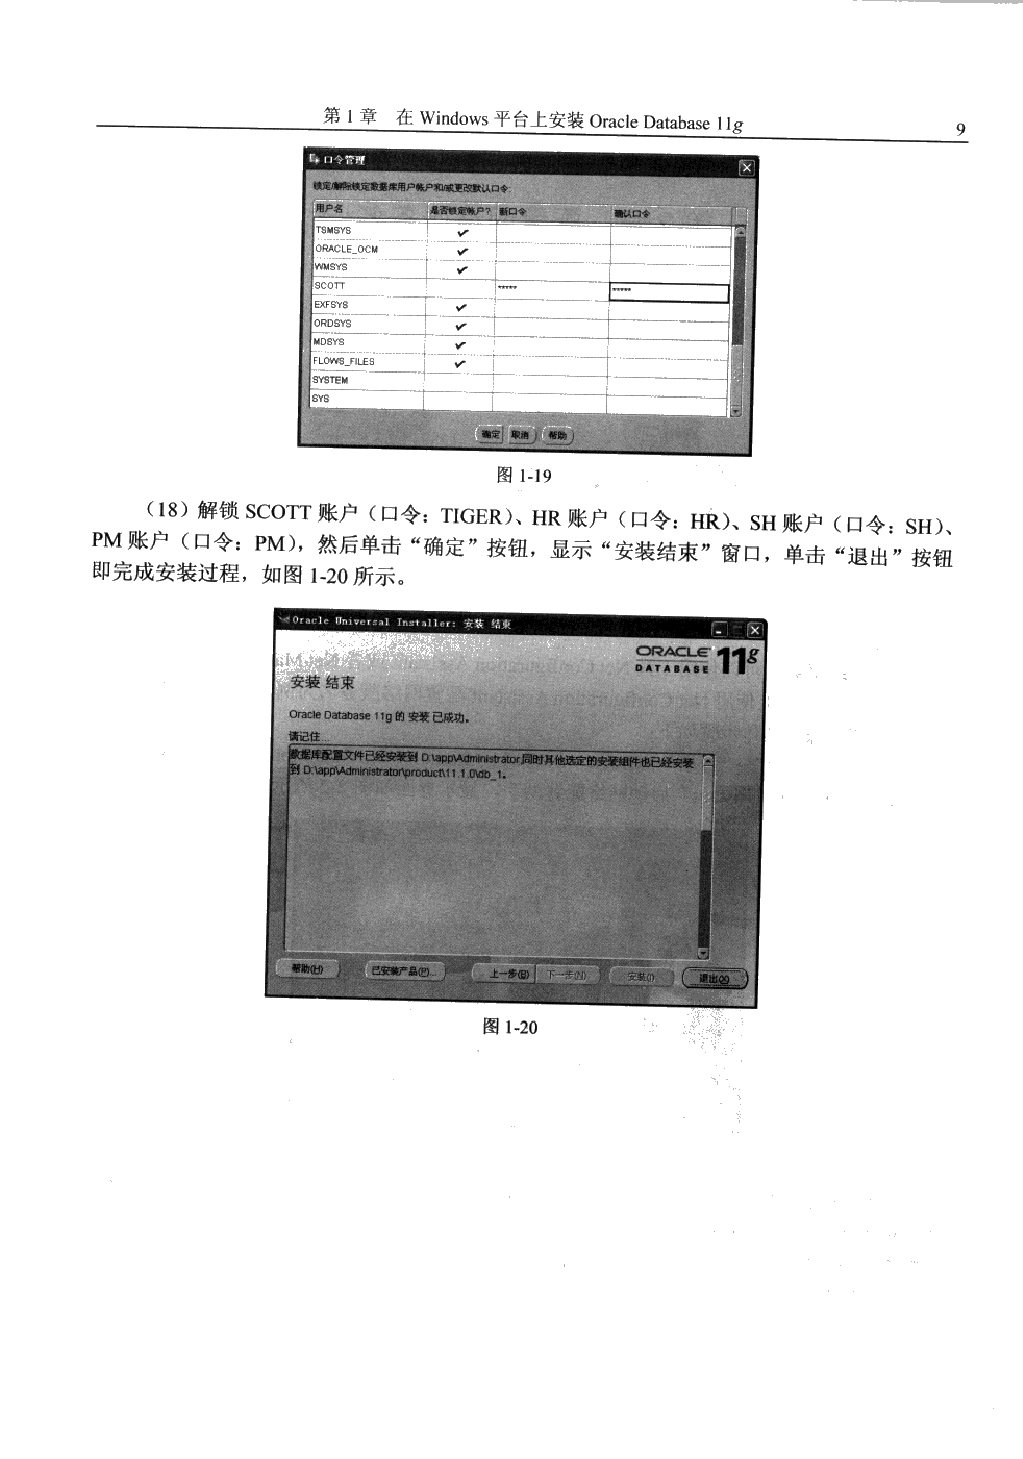 第 1 章　在 Windows 平台上安装 Oracle Database 11g
9
口令管理
锁定/解除锁定数据库用户帐户和/或更改默认口令:
用户名 是否锁定帐户? 新口令 确认口令
TSMSYS ✔
ORACLE_OCM ✔
WMSYS ✔
SCOTT ***** *****
EXFSYS ✔
ORDSYS ✔
MDSYS ✔
FLOWS_FILES ✔
SYSTEM
SYS
确定 取消 帮助
图 1-19
（18）解锁 SCOTT 账户（口令：TIGER）、HR 账户（口令：HR）、SH 账户（口令：SH）、
PM 账户（口令：PM），然后单击“确定”按钮，显示“安装结束”窗口，单击“退出”按钮
即完成安装过程，如图 1-20 所示。
Oracle Universal Installer: 安装 结束
ORACLE 11g
DATABASE
安装 结束
Oracle Database 11g 的 安装 已成功。
请记住...
数据库配置文件已经安装到 D:\app\Administrator,同时其他选定的安装组件也已经安装
到 D:\app\Administrator\product\11.1.0\db_1。
帮助(H) 已安装产品(P)... 上一步(B) 下一步(N) 安装(I) 退出(X)
图 1-20